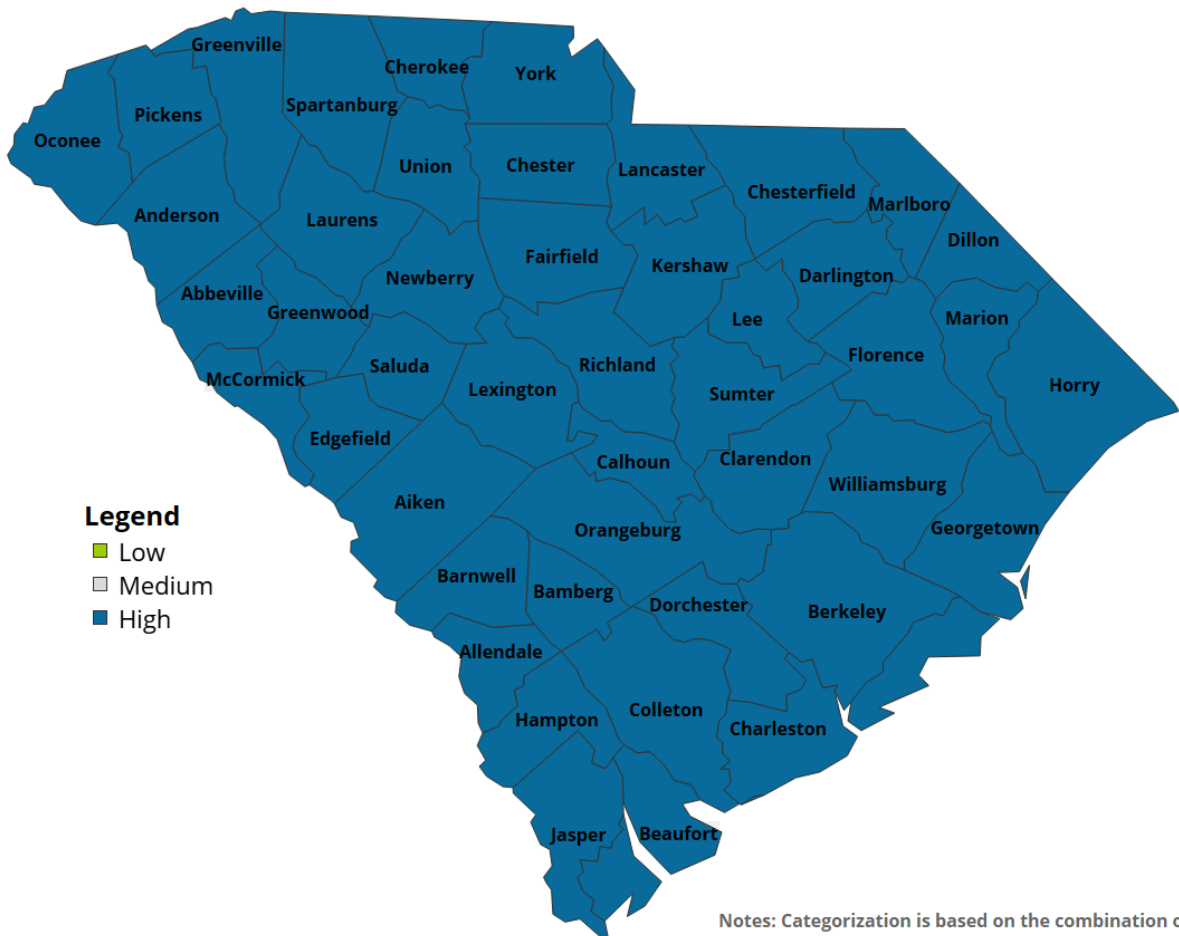 Greenville
Cherokee
York
Spartanburg
Pickens
Oconee
Union
Chester
Lancaster
Chesterfield
Marlboro
Anderson
Laurens
Dillon
Fairfield
Kershaw
Newberry
Darlington
Abbeville
Greenwood
Lee
Marion
Florence
Saluda
Richland
McCormick
Lexington
Sumter
Horry
Edgefield
Calhoun
Clarendon
Williamsburg
Aiken
Orangeburg
Georgetown
Legend
Low
Medium
High
Barnwell
Bamberg
Dorchester
Berkeley
Allendale
Hampton
Colleton
Charleston
Jasper
Beaufort
Notes: Categorization is based on the combination